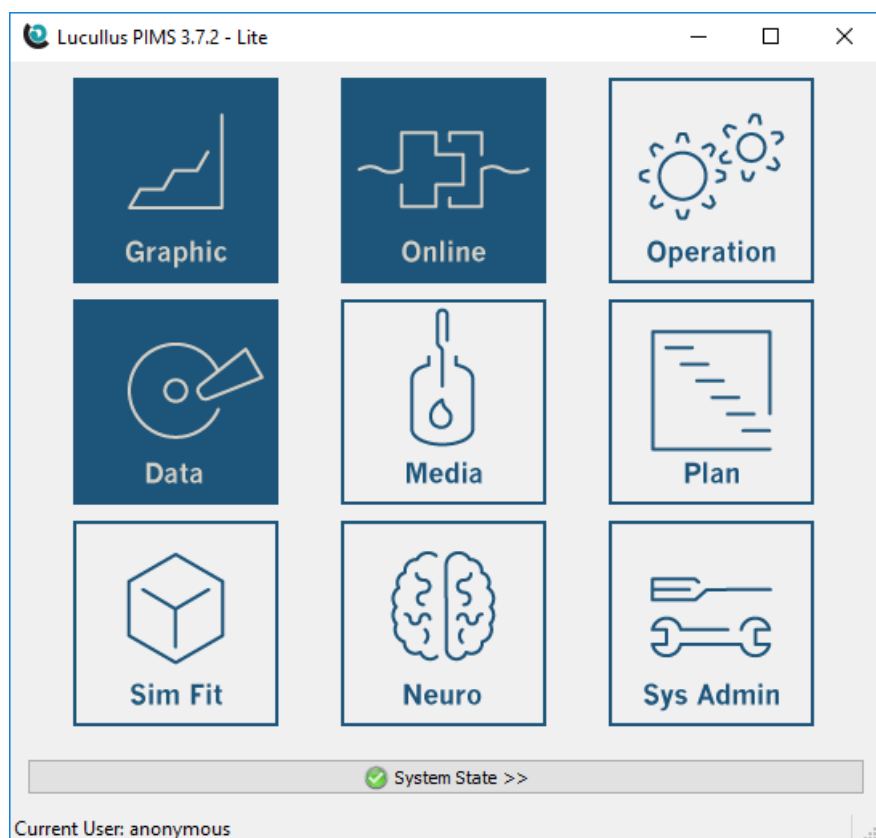 Lucullus PIMS 3.7.2 - Lite
Graphic
Online
Operation
Data
Media
Plan
Sim Fit
Neuro
Sys Admin
System State >>
Current User: anonymous